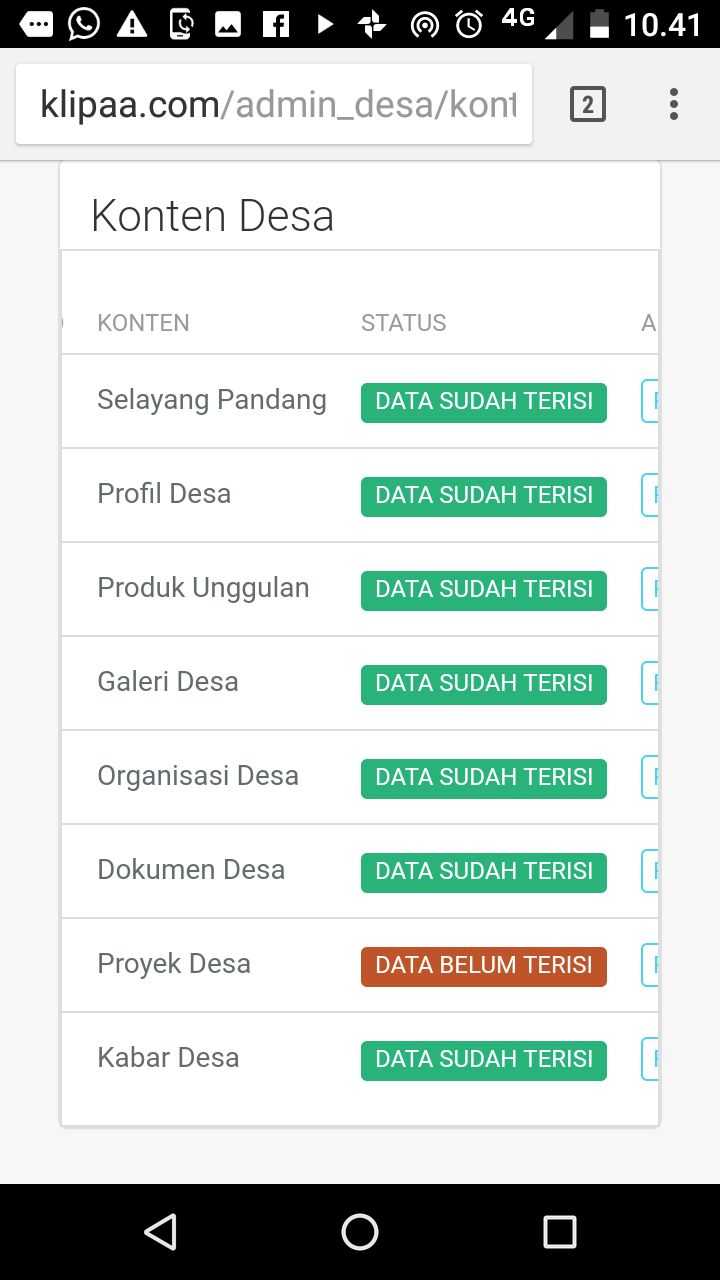 4G 10.41
klipaa.com/admin_desa/kont
2
Konten Desa
KONTEN STATUS A
Selayang Pandang DATA SUDAH TERISI
Profil Desa DATA SUDAH TERISI
Produk Unggulan DATA SUDAH TERISI
Galeri Desa DATA SUDAH TERISI
Organisasi Desa DATA SUDAH TERISI
Dokumen Desa DATA SUDAH TERISI
Proyek Desa DATA BELUM TERISI
Kabar Desa DATA SUDAH TERISI